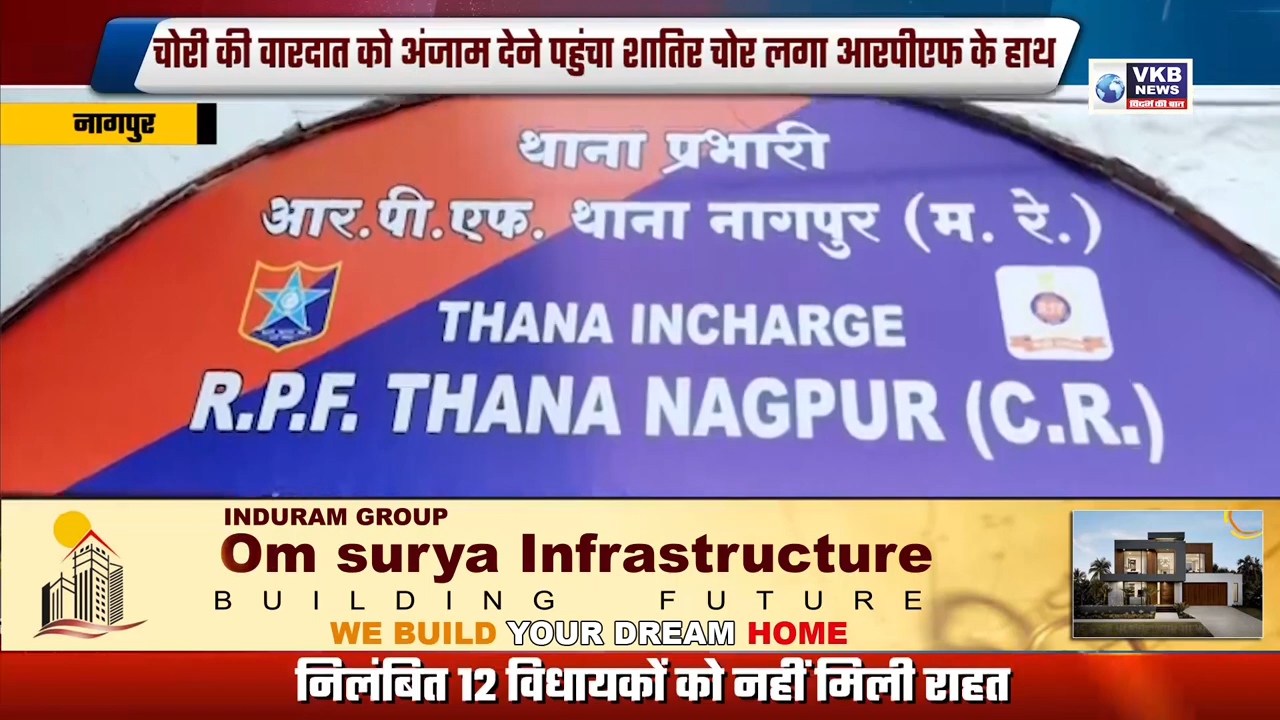 चोरी की वारदात को अंजाम देने पहुंचा शातिर चोर लगा आरपीएफ के हाथ
VKB
NEWS
विदर्भ की बात
नागपुर
थाना प्रभारी
आर.पी.एफ. थाना नागपुर (म. रे.)
THANA INCHARGE
R.P.F. THANA NAGPUR (C.R.)
INDURAM GROUP
Om surya Infrastructure
BUILDING FUTURE
WE BUILD YOUR DREAM HOME
निलंबित 12 विधायकों को नहीं मिली राहत